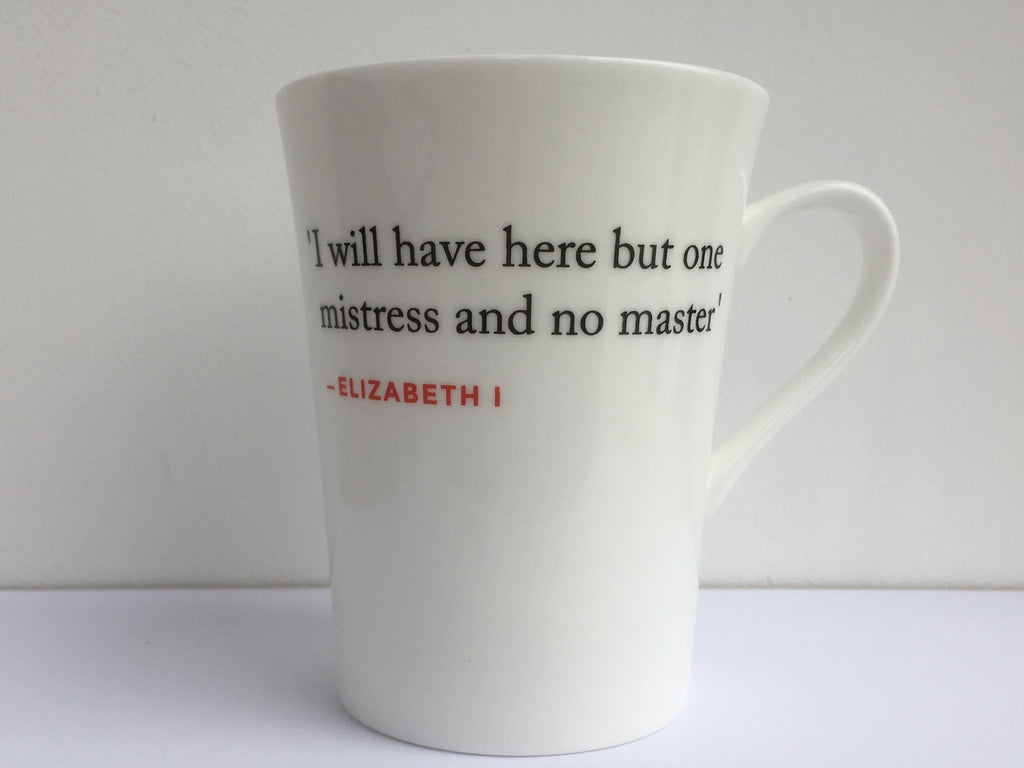 'I will have here but one
mistress and no master'
–ELIZABETH I